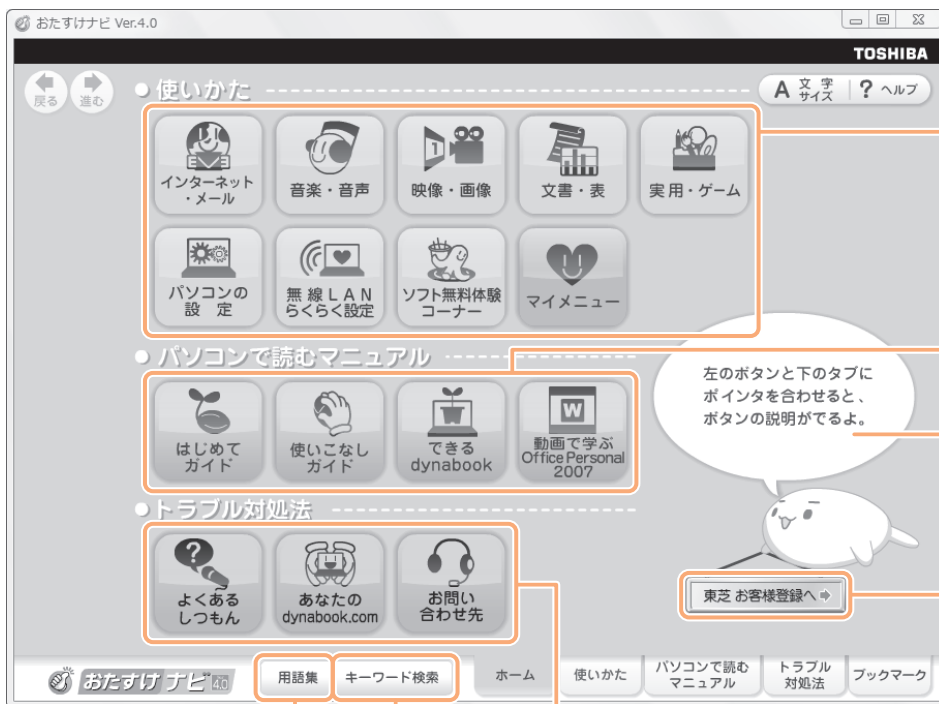 おたすけナビ Ver.4.0
TOSHIBA
戻る
進む
使いかた
A 文字サイズ
? ヘルプ
インターネット
・メール
音楽・音声
映像・画像
文書・表
実用・ゲーム
パソコンの
設 定
無線LAN
らくらく設定
ソフト無料体験
コーナー
マイメニュー
パソコンで読むマニュアル
左のボタンと下のタブに
ポインタを合わせると、
ボタンの説明がでるよ。
はじめて
ガイド
使いこなし
ガイド
できる
dynabook
W
動画で学ぶ
Office Personal
2007
トラブル対処法
よくある
しつもん
あなたの
dynabook.com
お問い
合わせ先
東芝 お客様登録へ
おたすけ ナビ 4.0
用語集
キーワード検索
ホーム
使いかた
パソコンで読む
マニュアル
トラブル
対処法
ブックマーク